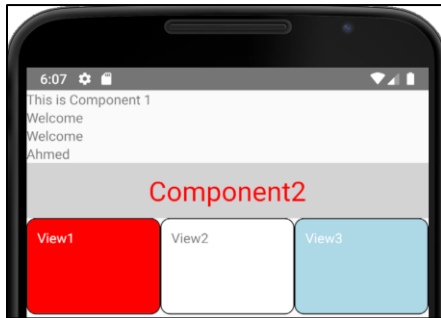 6:07
This is Component 1
Welcome
Welcome
Ahmed
Component2
View1 View2 View3